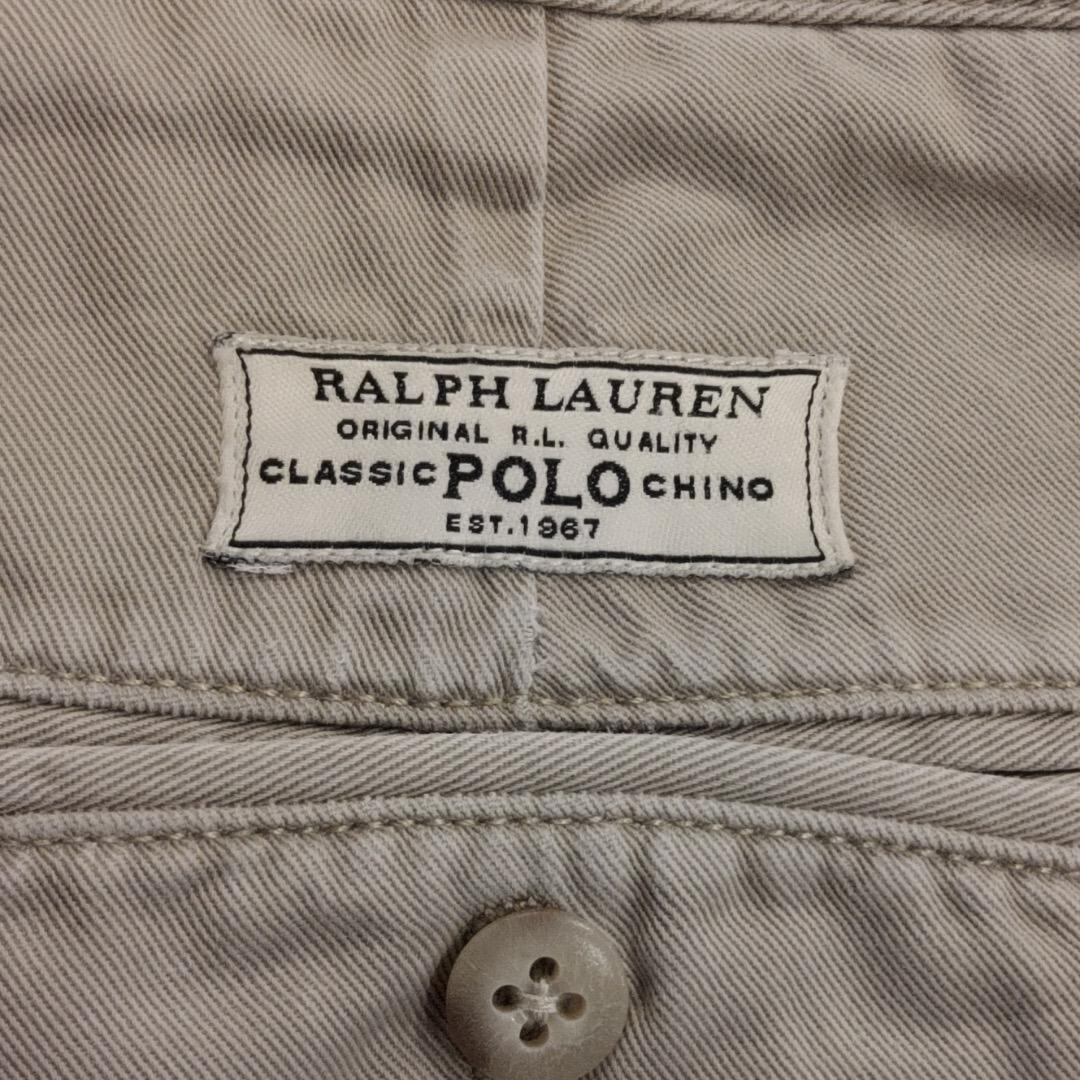 RALPH LAUREN
ORIGINAL R.L. QUALITY
CLASSIC POLO CHINO
EST.1967